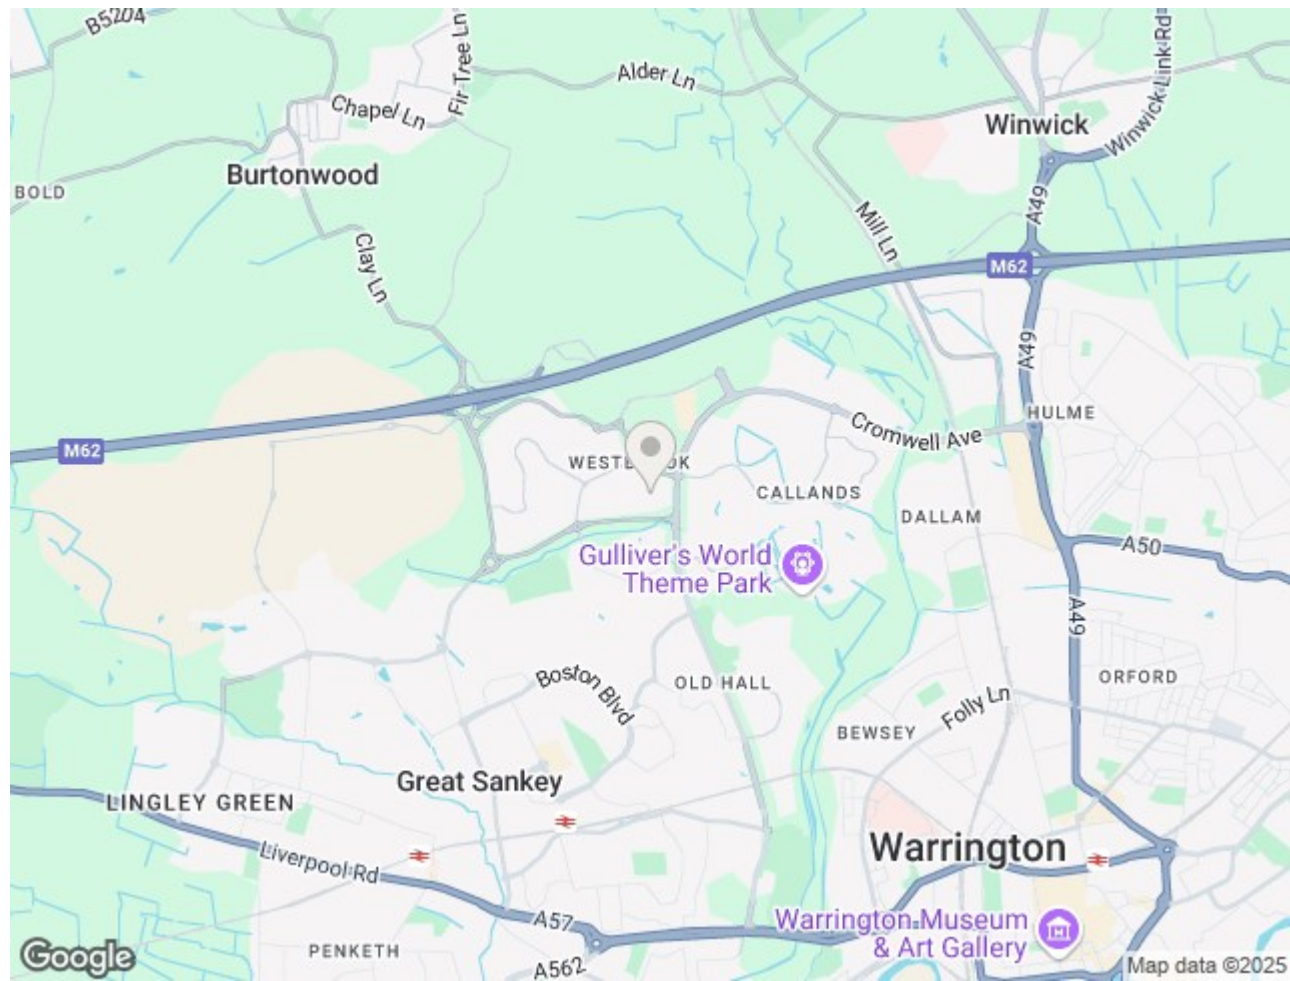 B5204
Fir Tree Ln
Alder Ln
Winwick Link Rd
Chapel Ln
Winwick
Burtonwood
BOLD
A49
Mill Ln
Clay Ln
M62
A49
HULME
Cromwell Ave
M62
CALLANDS
DALLAM
A50
Gulliver's World
Theme Park
A49
ORFORD
Boston Blvd
OLD HALL
Folly Ln
BEWSEY
Great Sankey
LINGLEY GREEN
Liverpool Rd
Warrington
A57
Warrington Museum
& Art Gallery
PENKETH
A562
Google
Map data ©2025